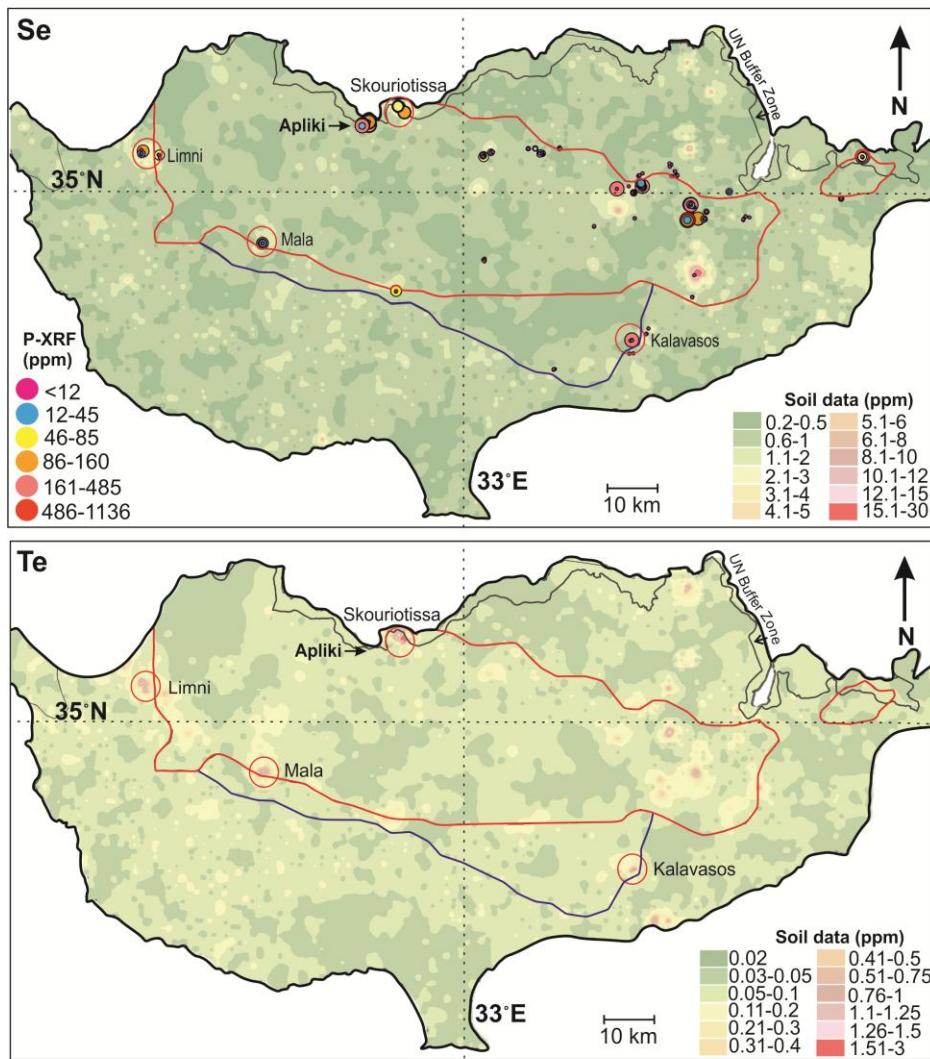 Se
UN Buffer Zone
N
Skouriotissa
Apliki
Limni
35°N
Mala
Kalavasos
P-XRF
(ppm)
<12
12-45
46-85
86-160
161-485
486-1136
33°E
10 km
Soil data (ppm)
0.2-0.5
0.6-1
1.1-2
2.1-3
3.1-4
4.1-5
5.1-6
6.1-8
8.1-10
10.1-12
12.1-15
15.1-30
Te
UN Buffer Zone
N
Skouriotissa
Apliki
Limni
35°N
Mala
Kalavasos
33°E
10 km
Soil data (ppm)
0.02
0.03-0.05
0.05-0.1
0.11-0.2
0.21-0.3
0.31-0.4
0.41-0.5
0.51-0.75
0.76-1
1.1-1.25
1.26-1.5
1.51-3